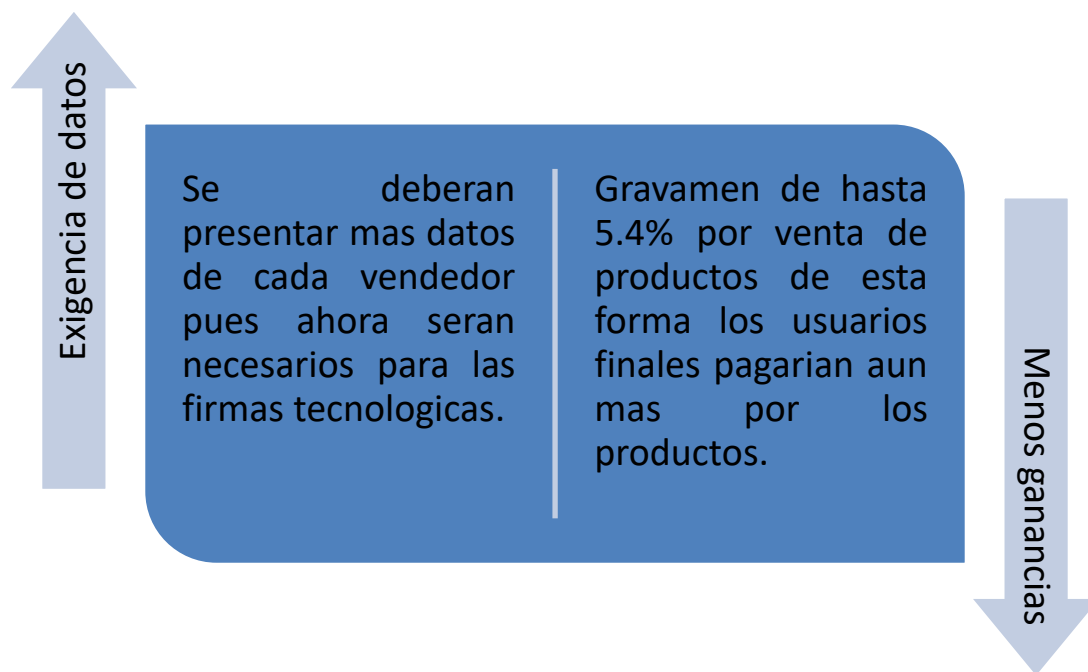 Exigencia de datos
Se deberan
presentar mas datos
de cada vendedor
pues ahora seran
necesarios para las
firmas tecnologicas.
Gravamen de hasta
5.4% por venta de
productos de esta
forma los usuarios
finales pagarian aun
mas por los
productos.
Menos ganancias